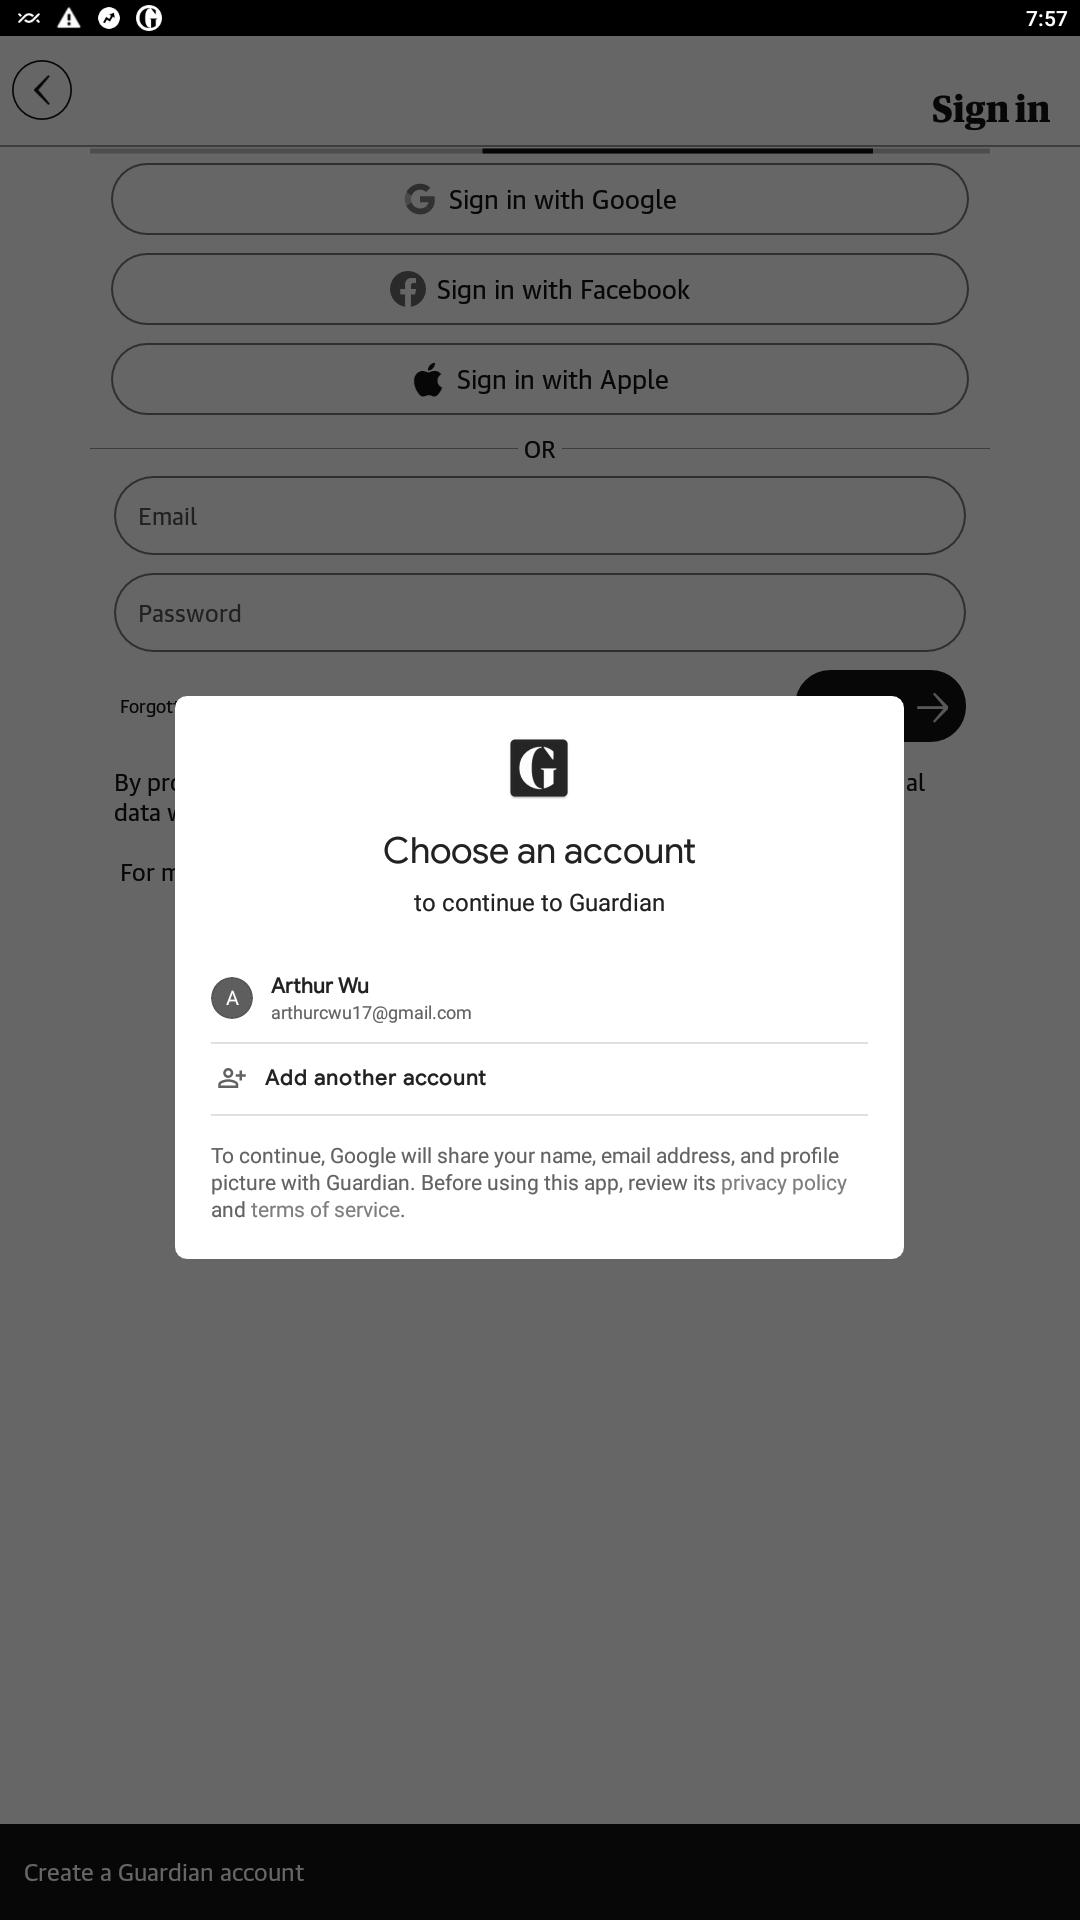 7:57
Sign in
Sign in with Google
Sign in with Facebook
Sign in with Apple
OR
Email
Password
Forgot
By pro
al
data w
For m
G
Choose an account
to continue to Guardian
A
Arthur Wu
arthurcwu17@gmail.com
Add another account
To continue, Google will share your name, email address, and profile
picture with Guardian. Before using this app, review its privacy policy
and terms of service.
Create a Guardian account